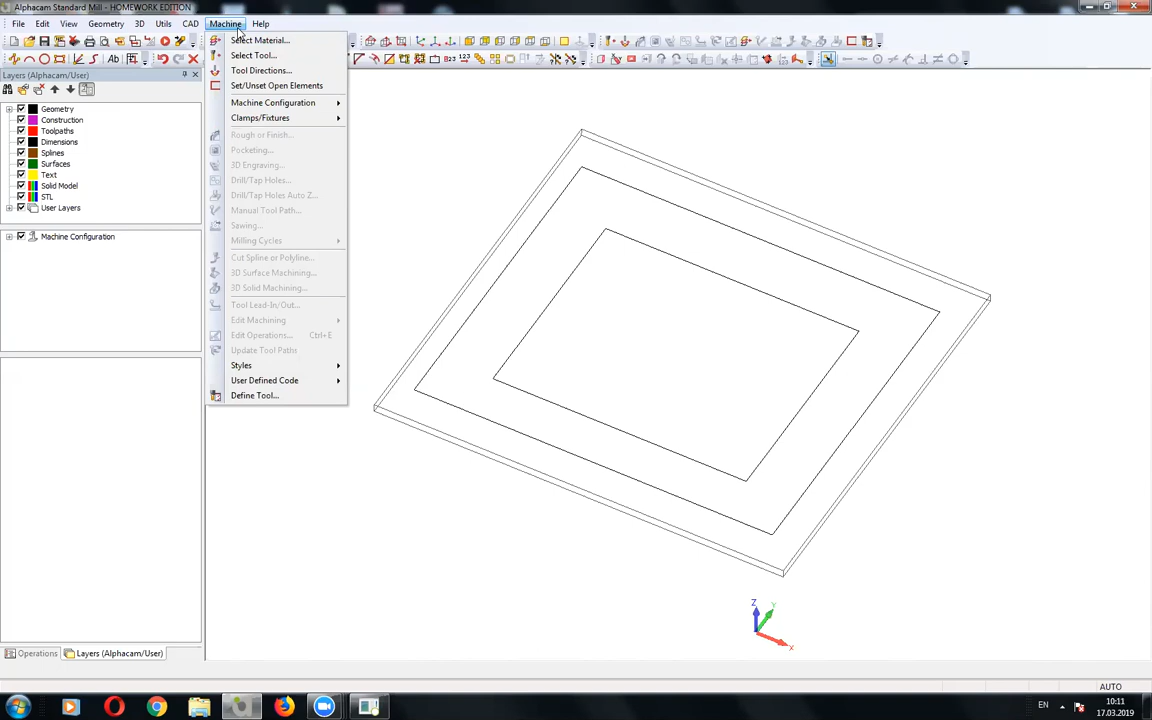 Alphacam Standard Mill - HOMEWORK EDITION
File Edit View Geometry 3D Utils CAD Machine Help
Layers (Alphacam/User)
Geometry
Construction
Toolpaths
Dimensions
Splines
Surfaces
Text
Solid Model
STL
User Layers
Machine Configuration
Select Material...
Select Tool...
Tool Directions...
Set/Unset Open Elements
Machine Configuration
Clamps/Fixtures
Rough or Finish...
Pocketing...
3D Engraving...
Drill/Tap Holes...
Drill/Tap Holes Auto Z...
Manual Tool Path...
Sawing...
Milling Cycles
Cut Spline or Polyline...
3D Surface Machining...
3D Solid Machining...
Tool Lead-In/Out...
Edit Machining
Edit Operations... Ctrl+E
Update Tool Paths
Styles
User Defined Code
Define Tool...
Ab
B23 123
Z
Y
X
Operations Layers (Alphacam/User)
AUTO
EN 10:11
17.03.2019